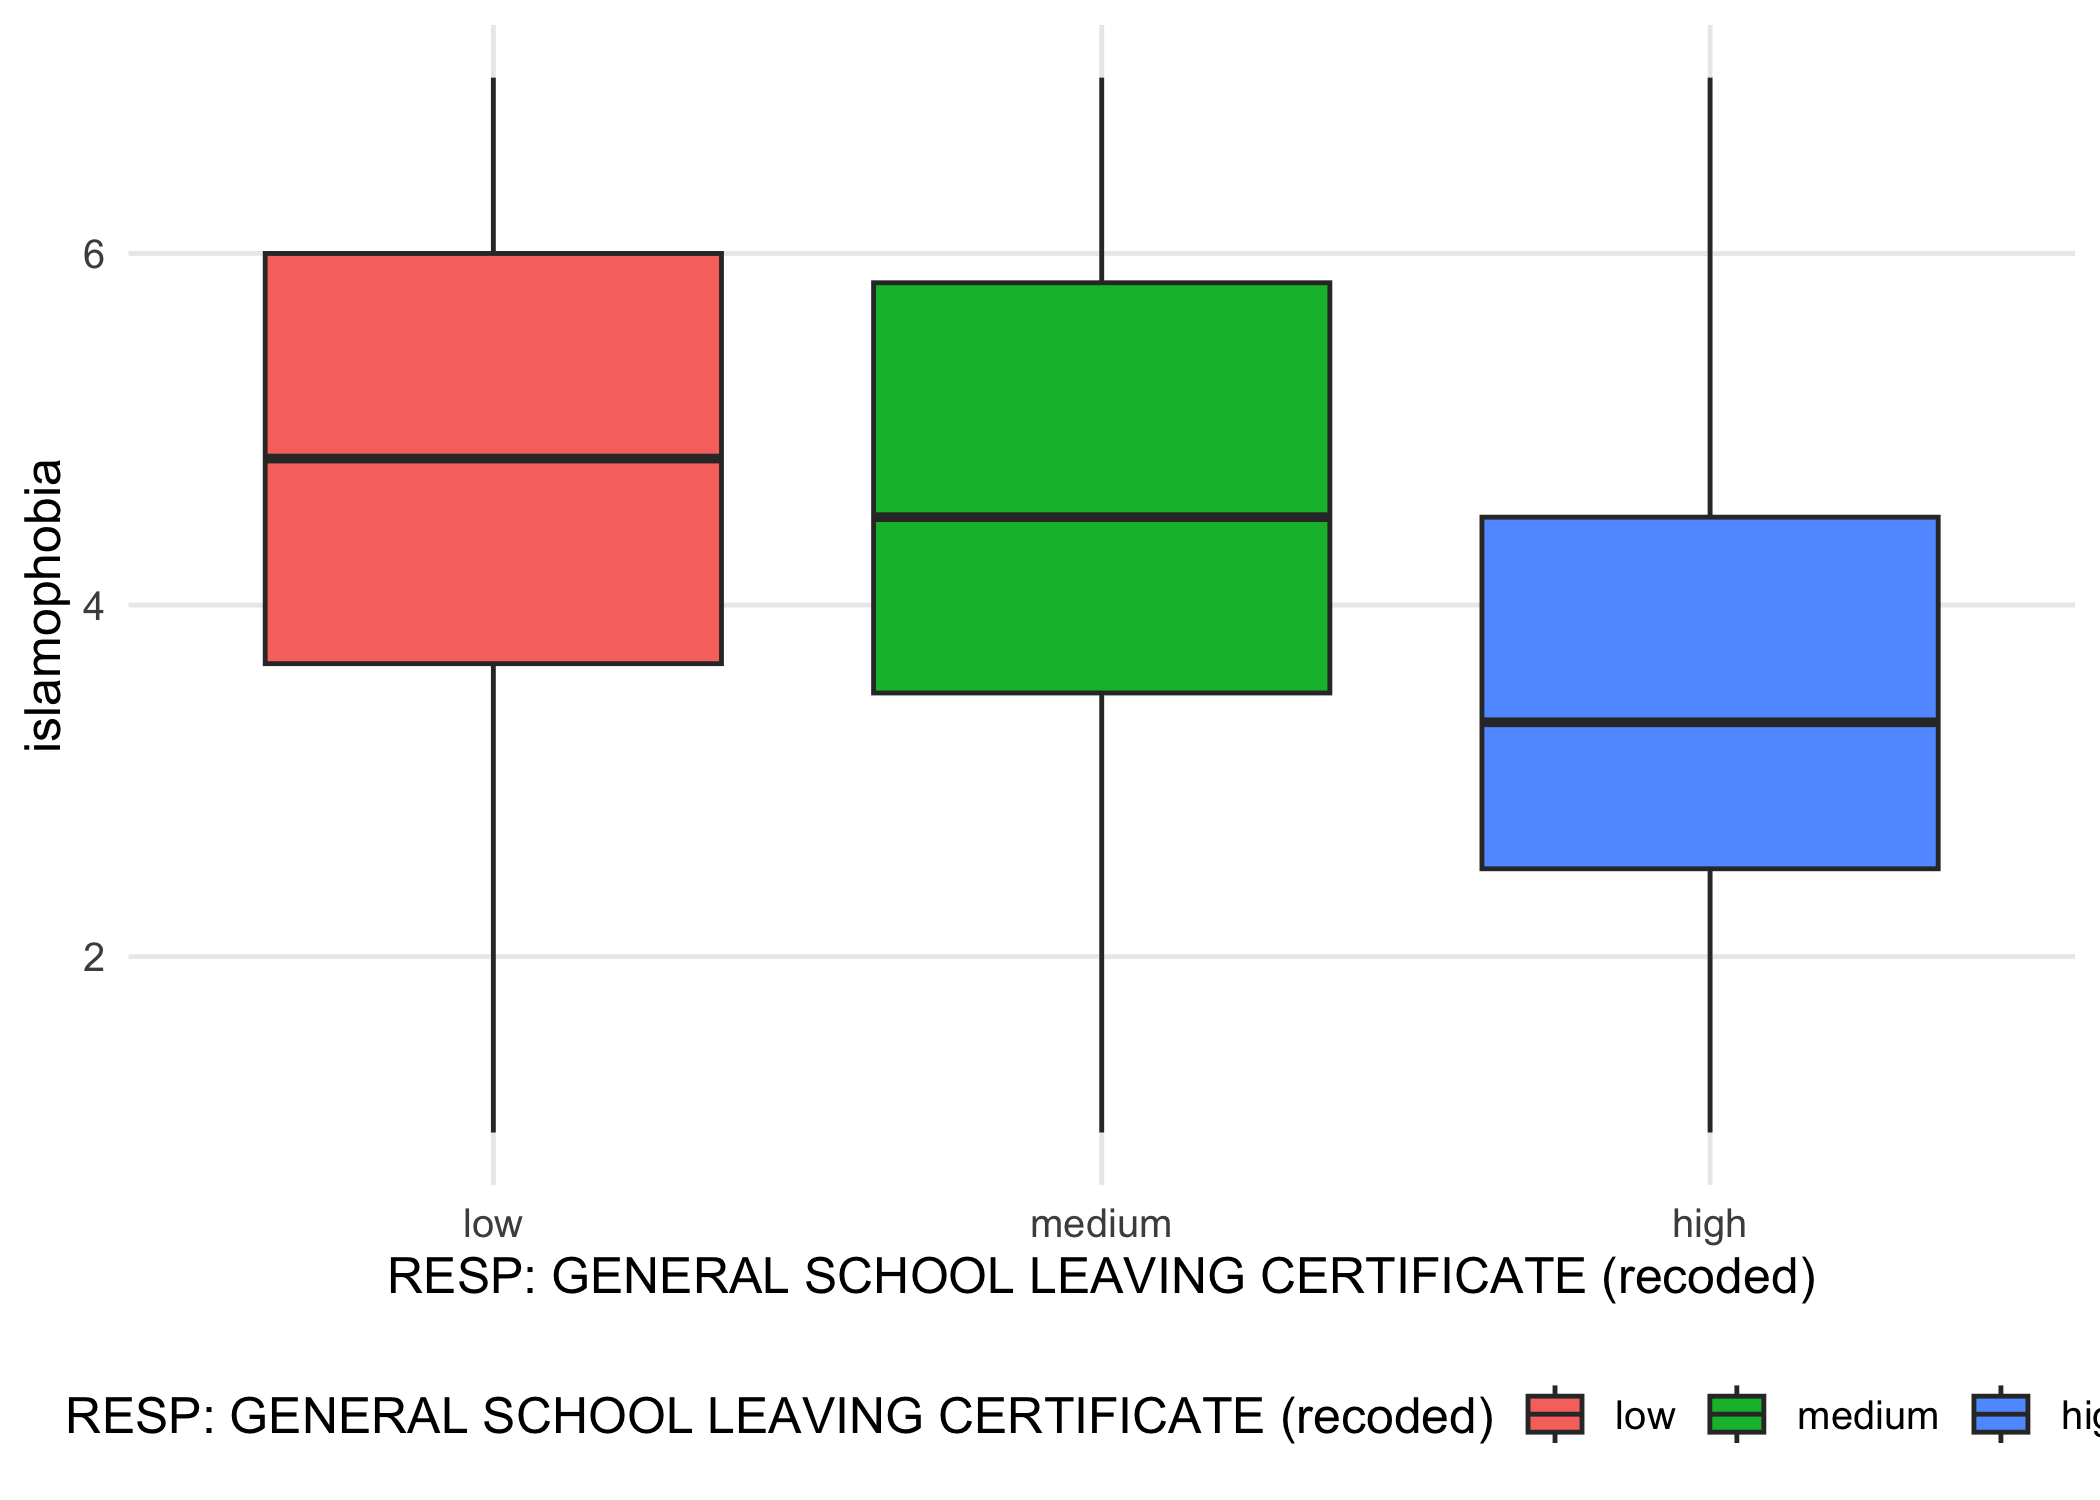 islamophobia
6
4
2
low medium high
RESP: GENERAL SCHOOL LEAVING CERTIFICATE (recoded)
RESP: GENERAL SCHOOL LEAVING CERTIFICATE (recoded) low medium